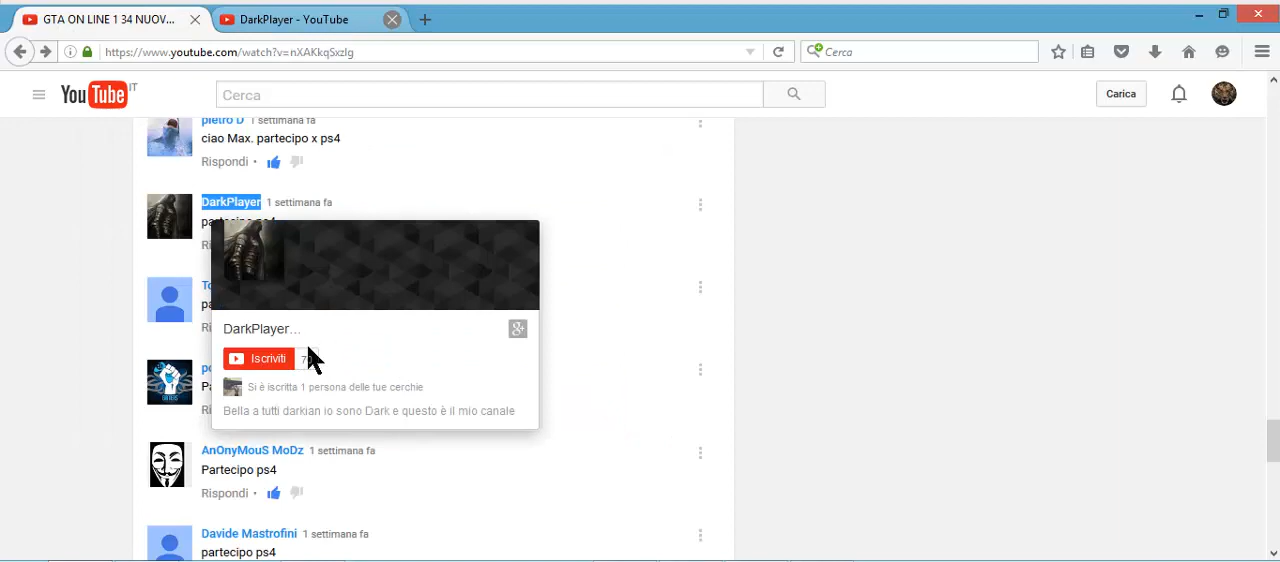 GTA ON LINE 1 34 NUOV...
DarkPlayer - YouTube
https://www.youtube.com/watch?v=nXAKkqSxzIg
Cerca
YouTube IT
Cerca
Carica
pietro D 1 settimana fa
ciao Max. partecipo x ps4
Rispondi •
DarkPlayer 1 settimana fa
partecipo ps4
DarkPlayer...
Iscriviti
Si è iscritta 1 persona delle tue cerchie
Bella a tutti darkian io sono Dark e questo è il mio canale
AnOnyMouS MoDz 1 settimana fa
Partecipo ps4
Rispondi •
Davide Mastrofini 1 settimana fa
partecipo ps4